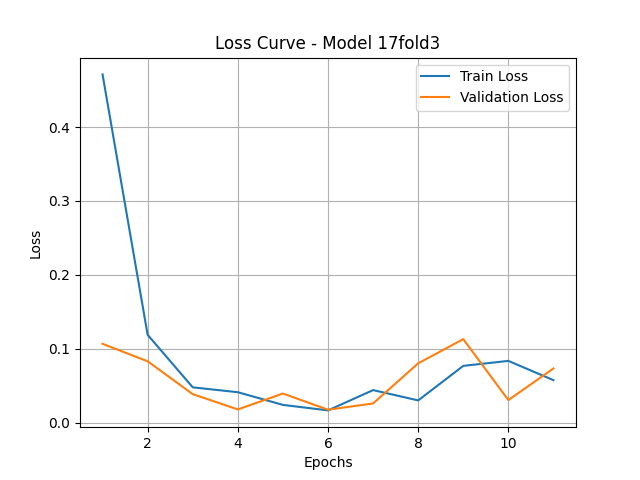 Loss Curve - Model 17fold3
Train Loss
Validation Loss
Loss
0.4
0.3
0.2
0.1
0.0
2 4 6 8 10
Epochs